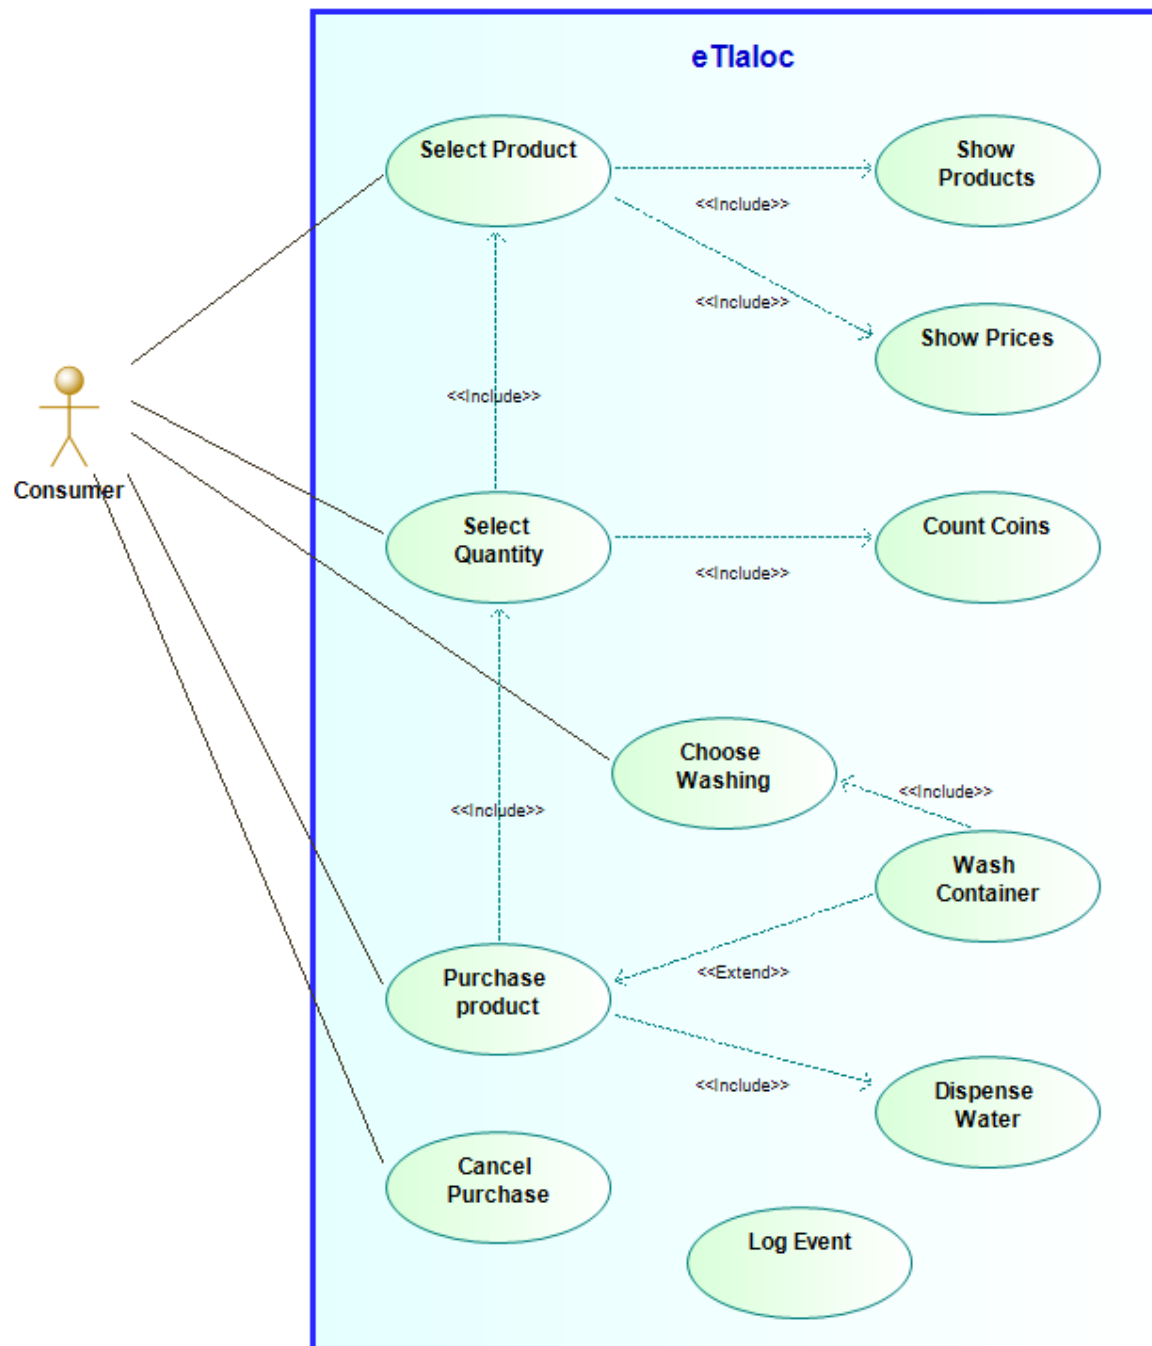 eTlaloc
Select Product
Show
Products
<<Include>>
<<Include>>
Show Prices
<<Include>>
Consumer
Select
Quantity
Count Coins
<<Include>>
Choose
Washing
<<Include>>
<<Include>>
Wash
Container
<<Extend>>
Purchase
product
<<Include>>
Dispense
Water
Cancel
Purchase
Log Event